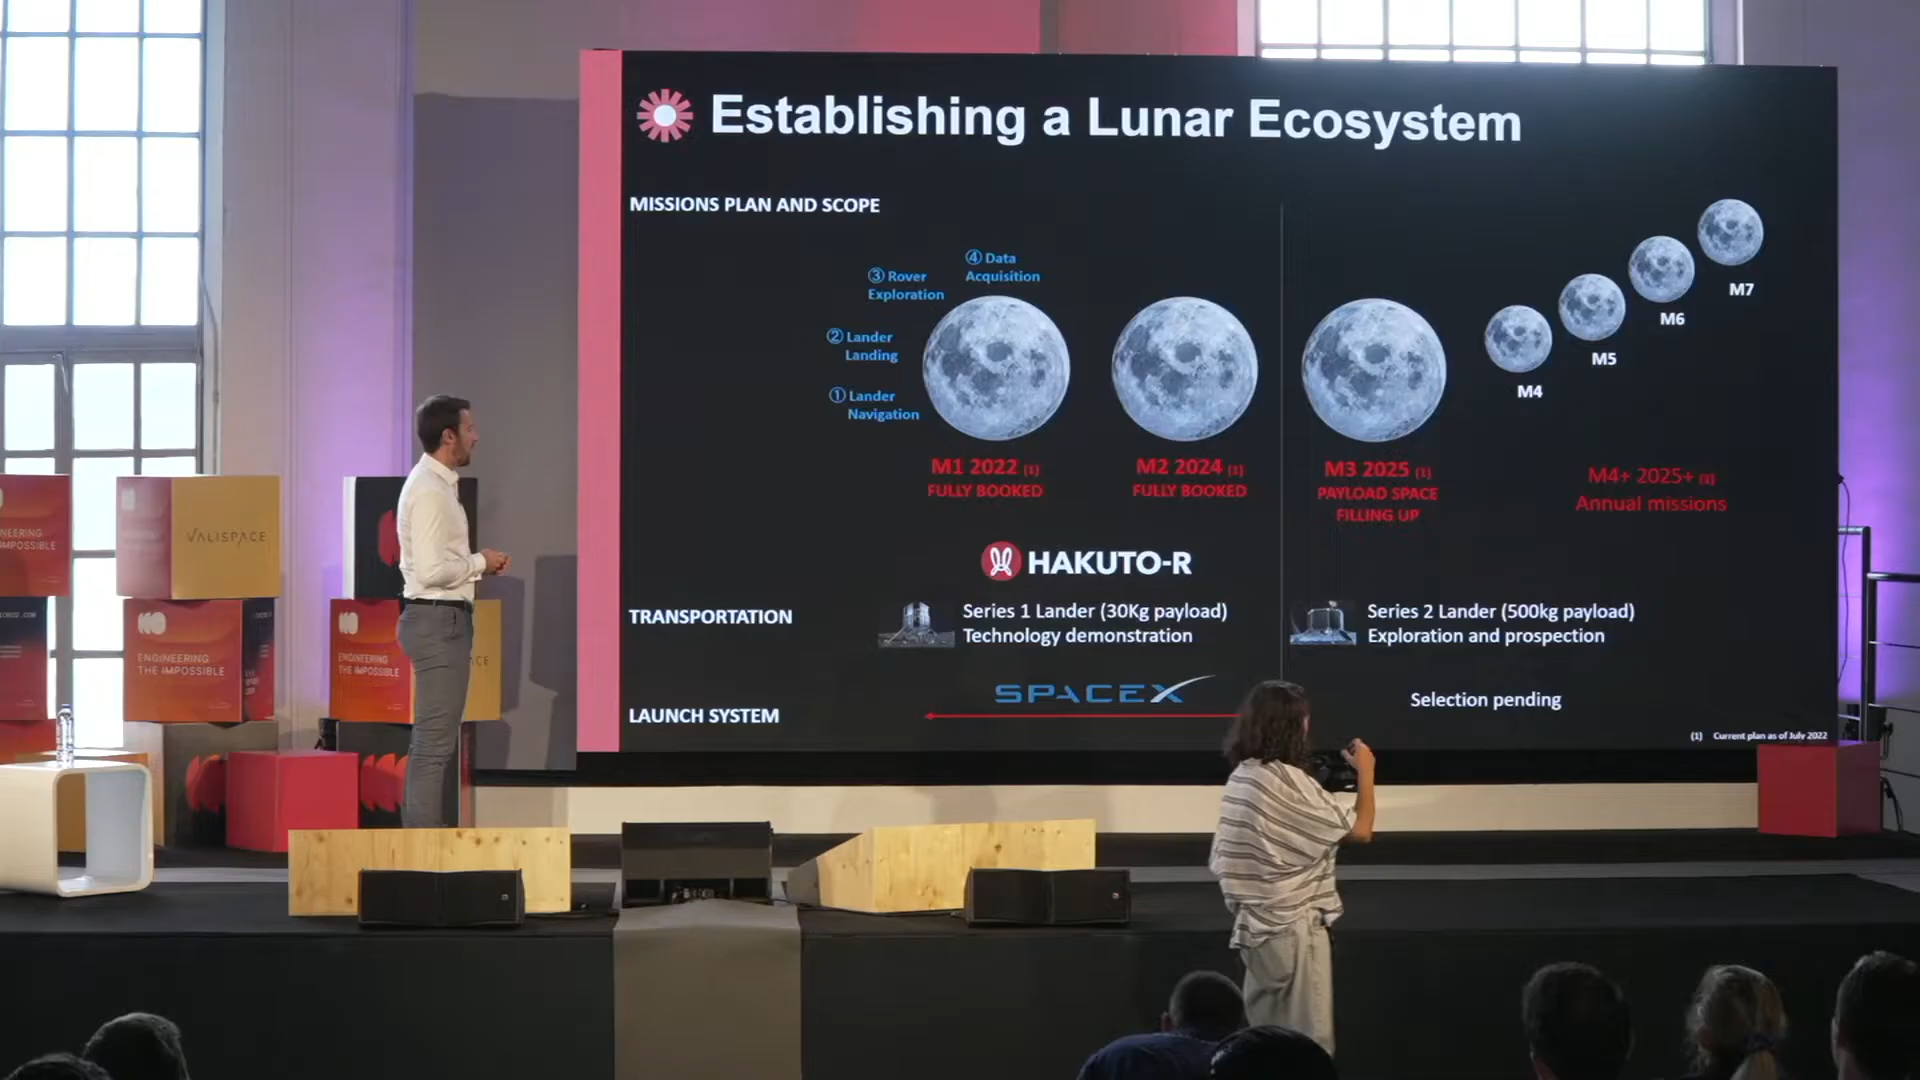 Establishing a Lunar Ecosystem
MISSIONS PLAN AND SCOPE
④ Data
Acquisition
③ Rover
Exploration
② Lander
Landing
① Lander
Navigation
M7
M6
M5
M4
M1 2022 (1)
FULLY BOOKED
M2 2024 (1)
FULLY BOOKED
M3 2025 (1)
PAYLOAD SPACE
FILLING UP
M4+ 2025+ (1)
Annual missions
HAKUTO-R
TRANSPORTATION
Series 1 Lander (30Kg payload)
Technology demonstration
Series 2 Lander (500kg payload)
Exploration and prospection
LAUNCH SYSTEM
SPACEX
Selection pending
(1) Current plan as of July 2022
NEERING
MPOSSIBLE
VALISPACE
ENGINEERING
THE IMPOSSIBLE
ENGINEERING
THE IMPOSSIBLE
ACE